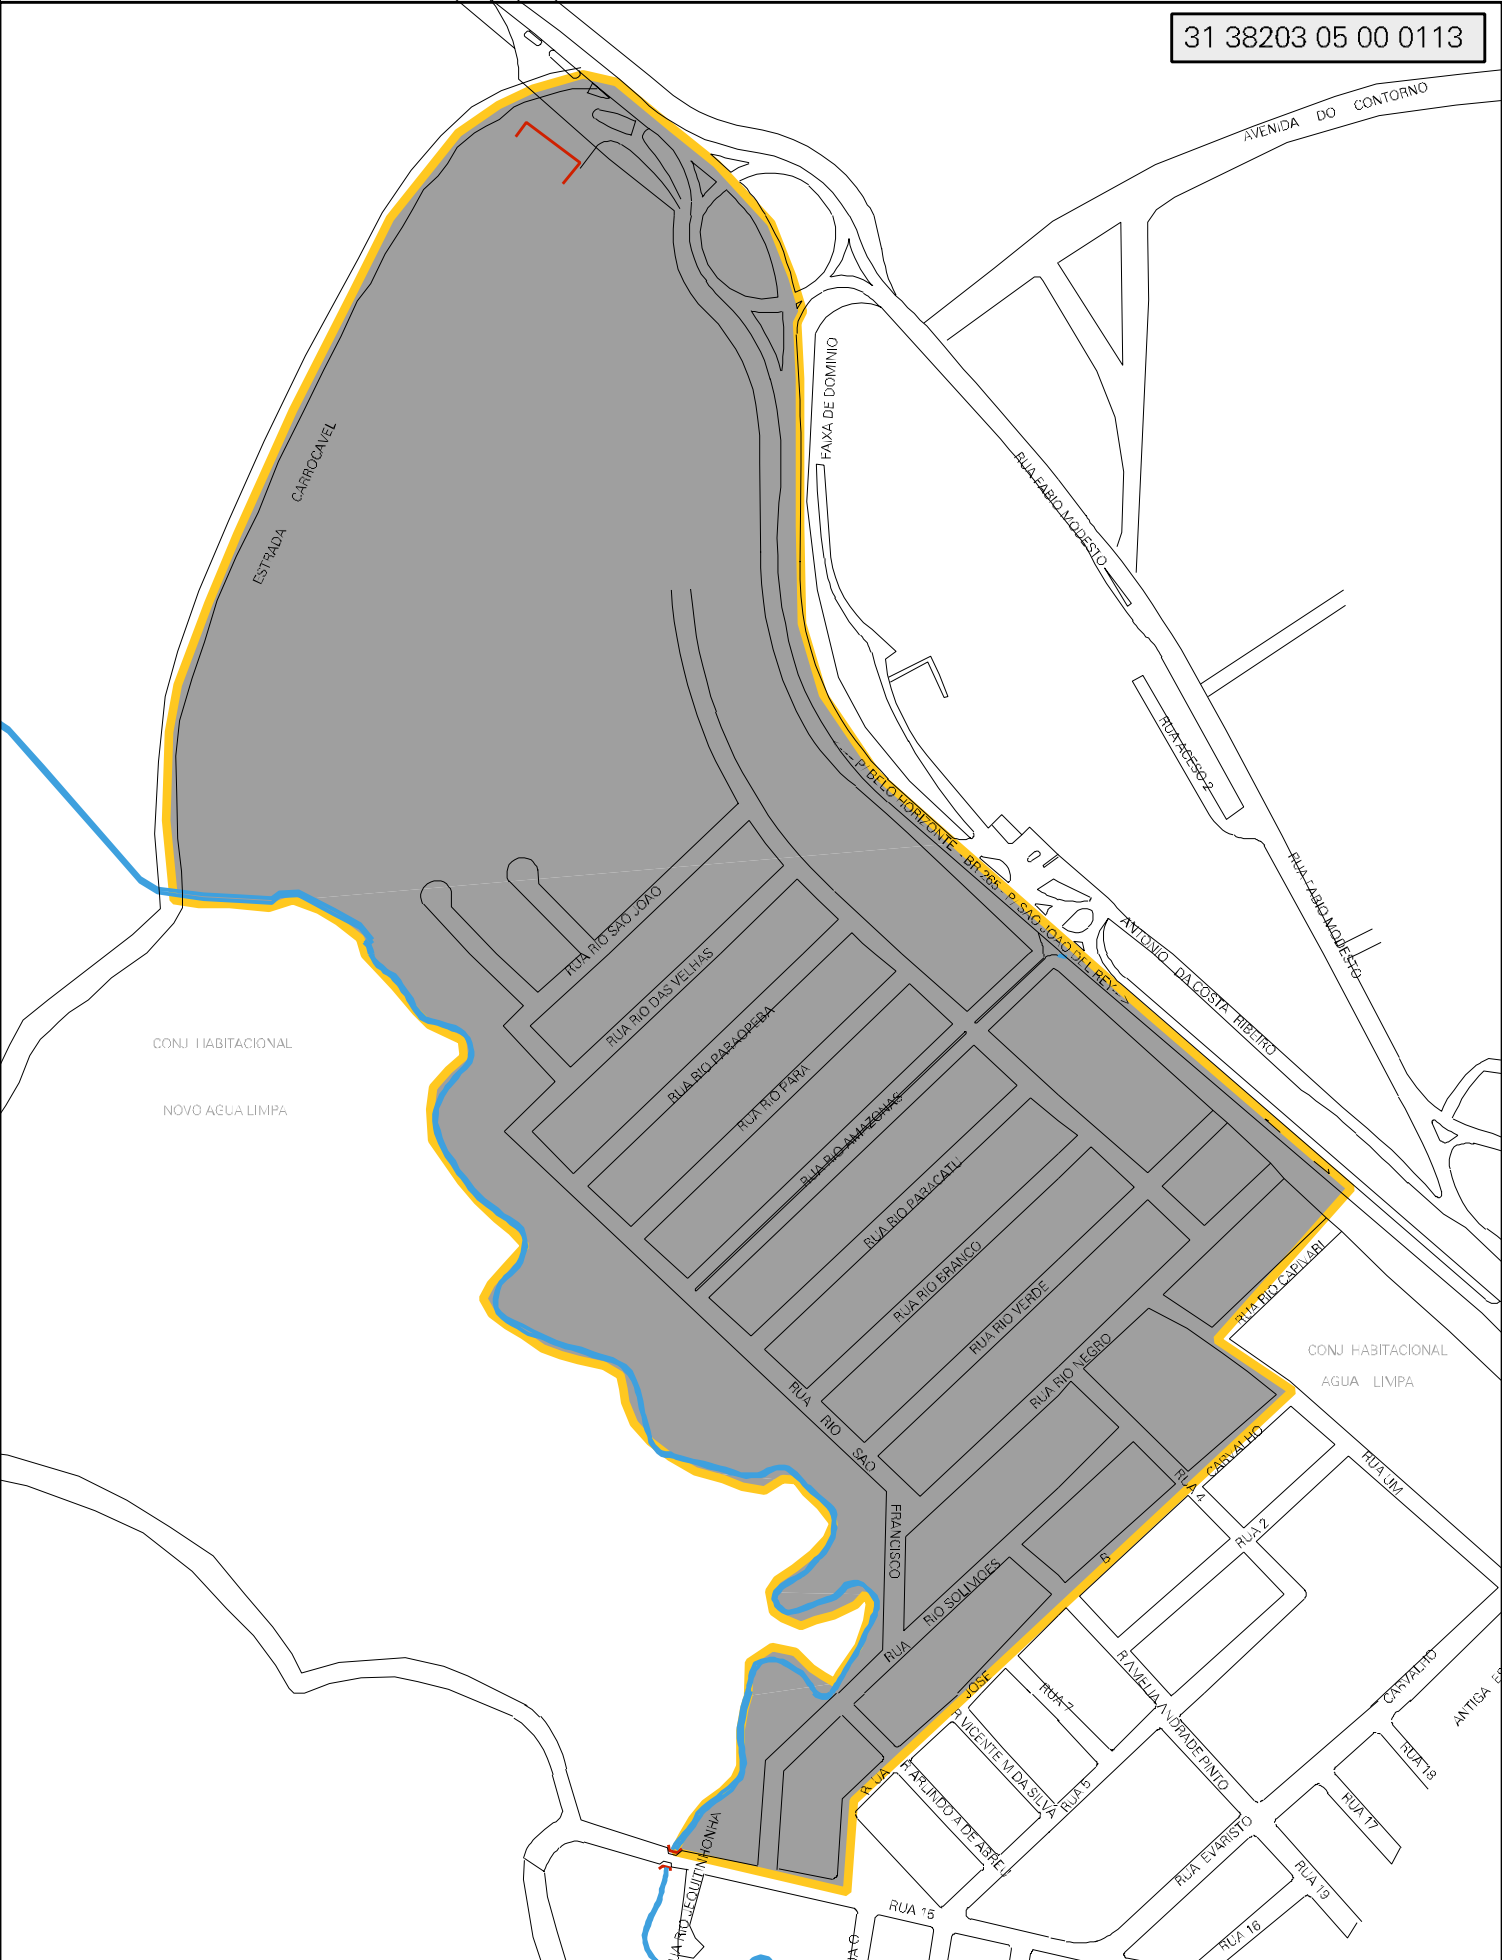 31 38203 05 00 0113
AVENIDA DO CONTORNO
FAIXA DE DOMINIO
ESTRADA CARROCAVEL
RUA FABIO MODESTO
RUA ACESO 2
P/ BELO HORIZONTE - BR 265 - P/ SAO JOAO DEL REY-->
RUA FABIO MODESTO
ANTONIO DA COSTA RIBEIRO
RUA RIO SAO JOAO
RUA RIO DAS VELHAS
RUA RIO PARAOPEBA
RUA RIO PARA
RUA RIO AMAZONAS
RUA RIO PARACATU
RUA RIO BRANCO
RUA RIO VERDE
RUA RIO NEGRO
RUA RIO CAPIVARI
CONJ HABITACIONAL
NOVO AGUA LIMPA
CONJ HABITACIONAL
AGUA LIMPA
RUA RIO SAO FRANCISCO
RUA RIO SOLIMOES
RUA JOSE B CARVALHO
RUA 4
RUA UM
RUA 2
R AMELIA ANDRADE PINTO
RUA 7
R VICENTE M DA SILVA
R ARLINDO A DE ABREU
RUA 5
RUA EVARISTO CARVALHO
ANTIGA
RUA 18
RUA 17
RUA 19
RUA 16
RUA 15
RIO JEQUITINHONHA